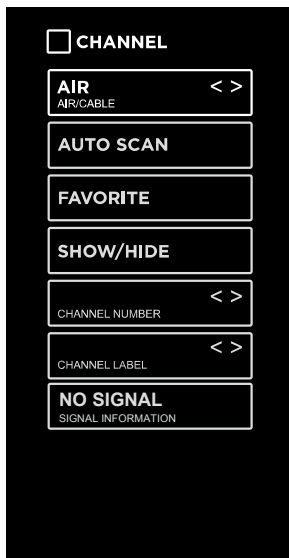 CHANNEL
AIR < >
AIR/CABLE
AUTO SCAN
FAVORITE
SHOW/HIDE
< >
CHANNEL NUMBER
< >
CHANNEL LABEL
NO SIGNAL
SIGNAL INFORMATION